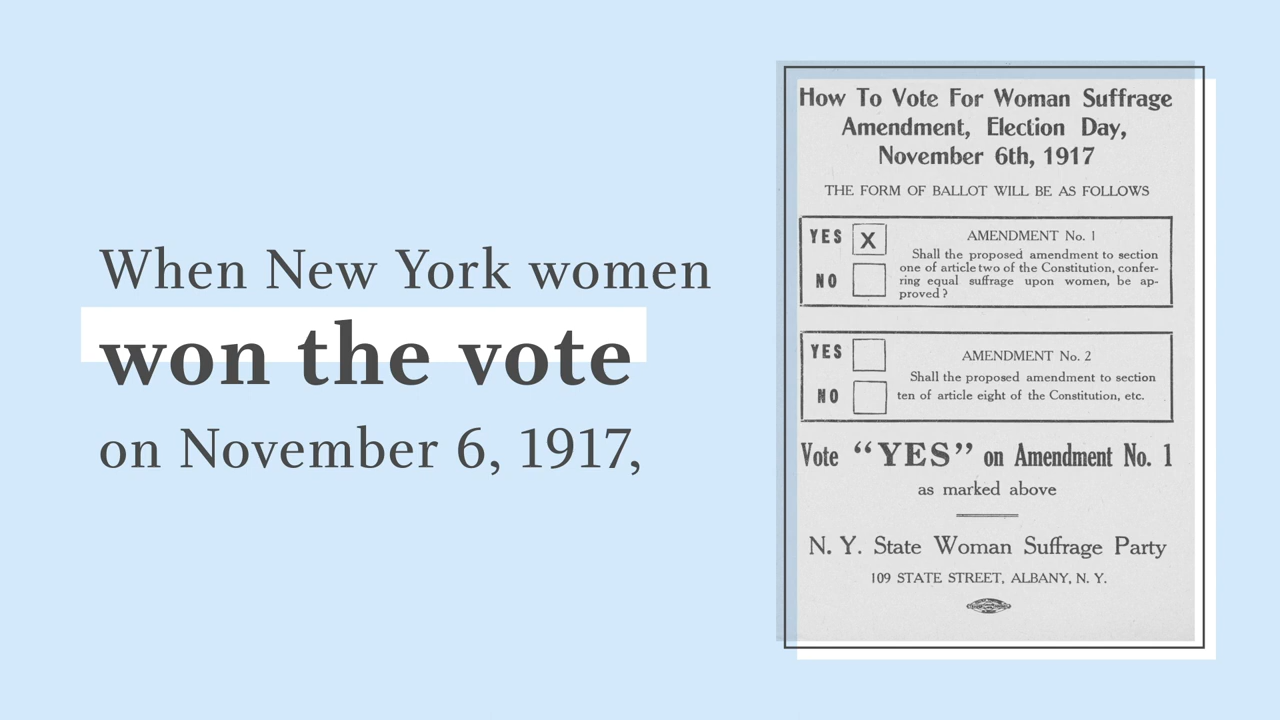 When New York women
won the vote
on November 6, 1917,
How To Vote For Woman Suffrage
Amendment, Election Day,
November 6th, 1917
THE FORM OF BALLOT WILL BE AS FOLLOWS
YES X
NO
AMENDMENT No. 1
Shall the proposed amendment to section
one of article two of the Constitution, confer-
ring equal suffrage upon women, be ap-
proved?
YES
NO
AMENDMENT No. 2
Shall the proposed amendment to section
ten of article eight of the Constitution, etc.
Vote “YES” on Amendment No. 1
as marked above
N. Y. State Woman Suffrage Party
109 STATE STREET, ALBANY, N. Y.